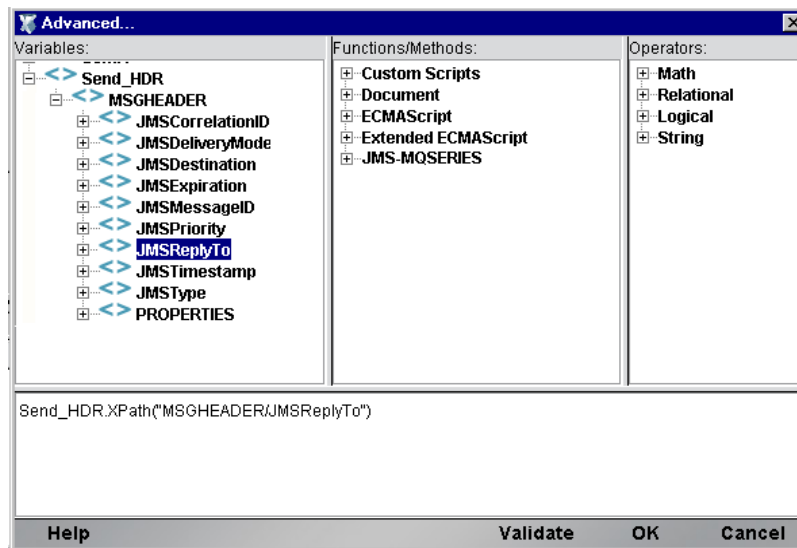 Advanced...
Variables:
Send_HDR
MSGHEADER
JMSCorrelationID
JMSDeliveryMode
JMSDestination
JMSExpiration
JMSMessageID
JMSPriority
JMSReplyTo
JMSTimestamp
JMSType
PROPERTIES
Functions/Methods:
Custom Scripts
Document
ECMAScript
Extended ECMAScript
JMS-MQSERIES
Operators:
Math
Relational
Logical
String
Send_HDR.XPath("MSGHEADER/JMSReplyTo")
Help
Validate
OK
Cancel